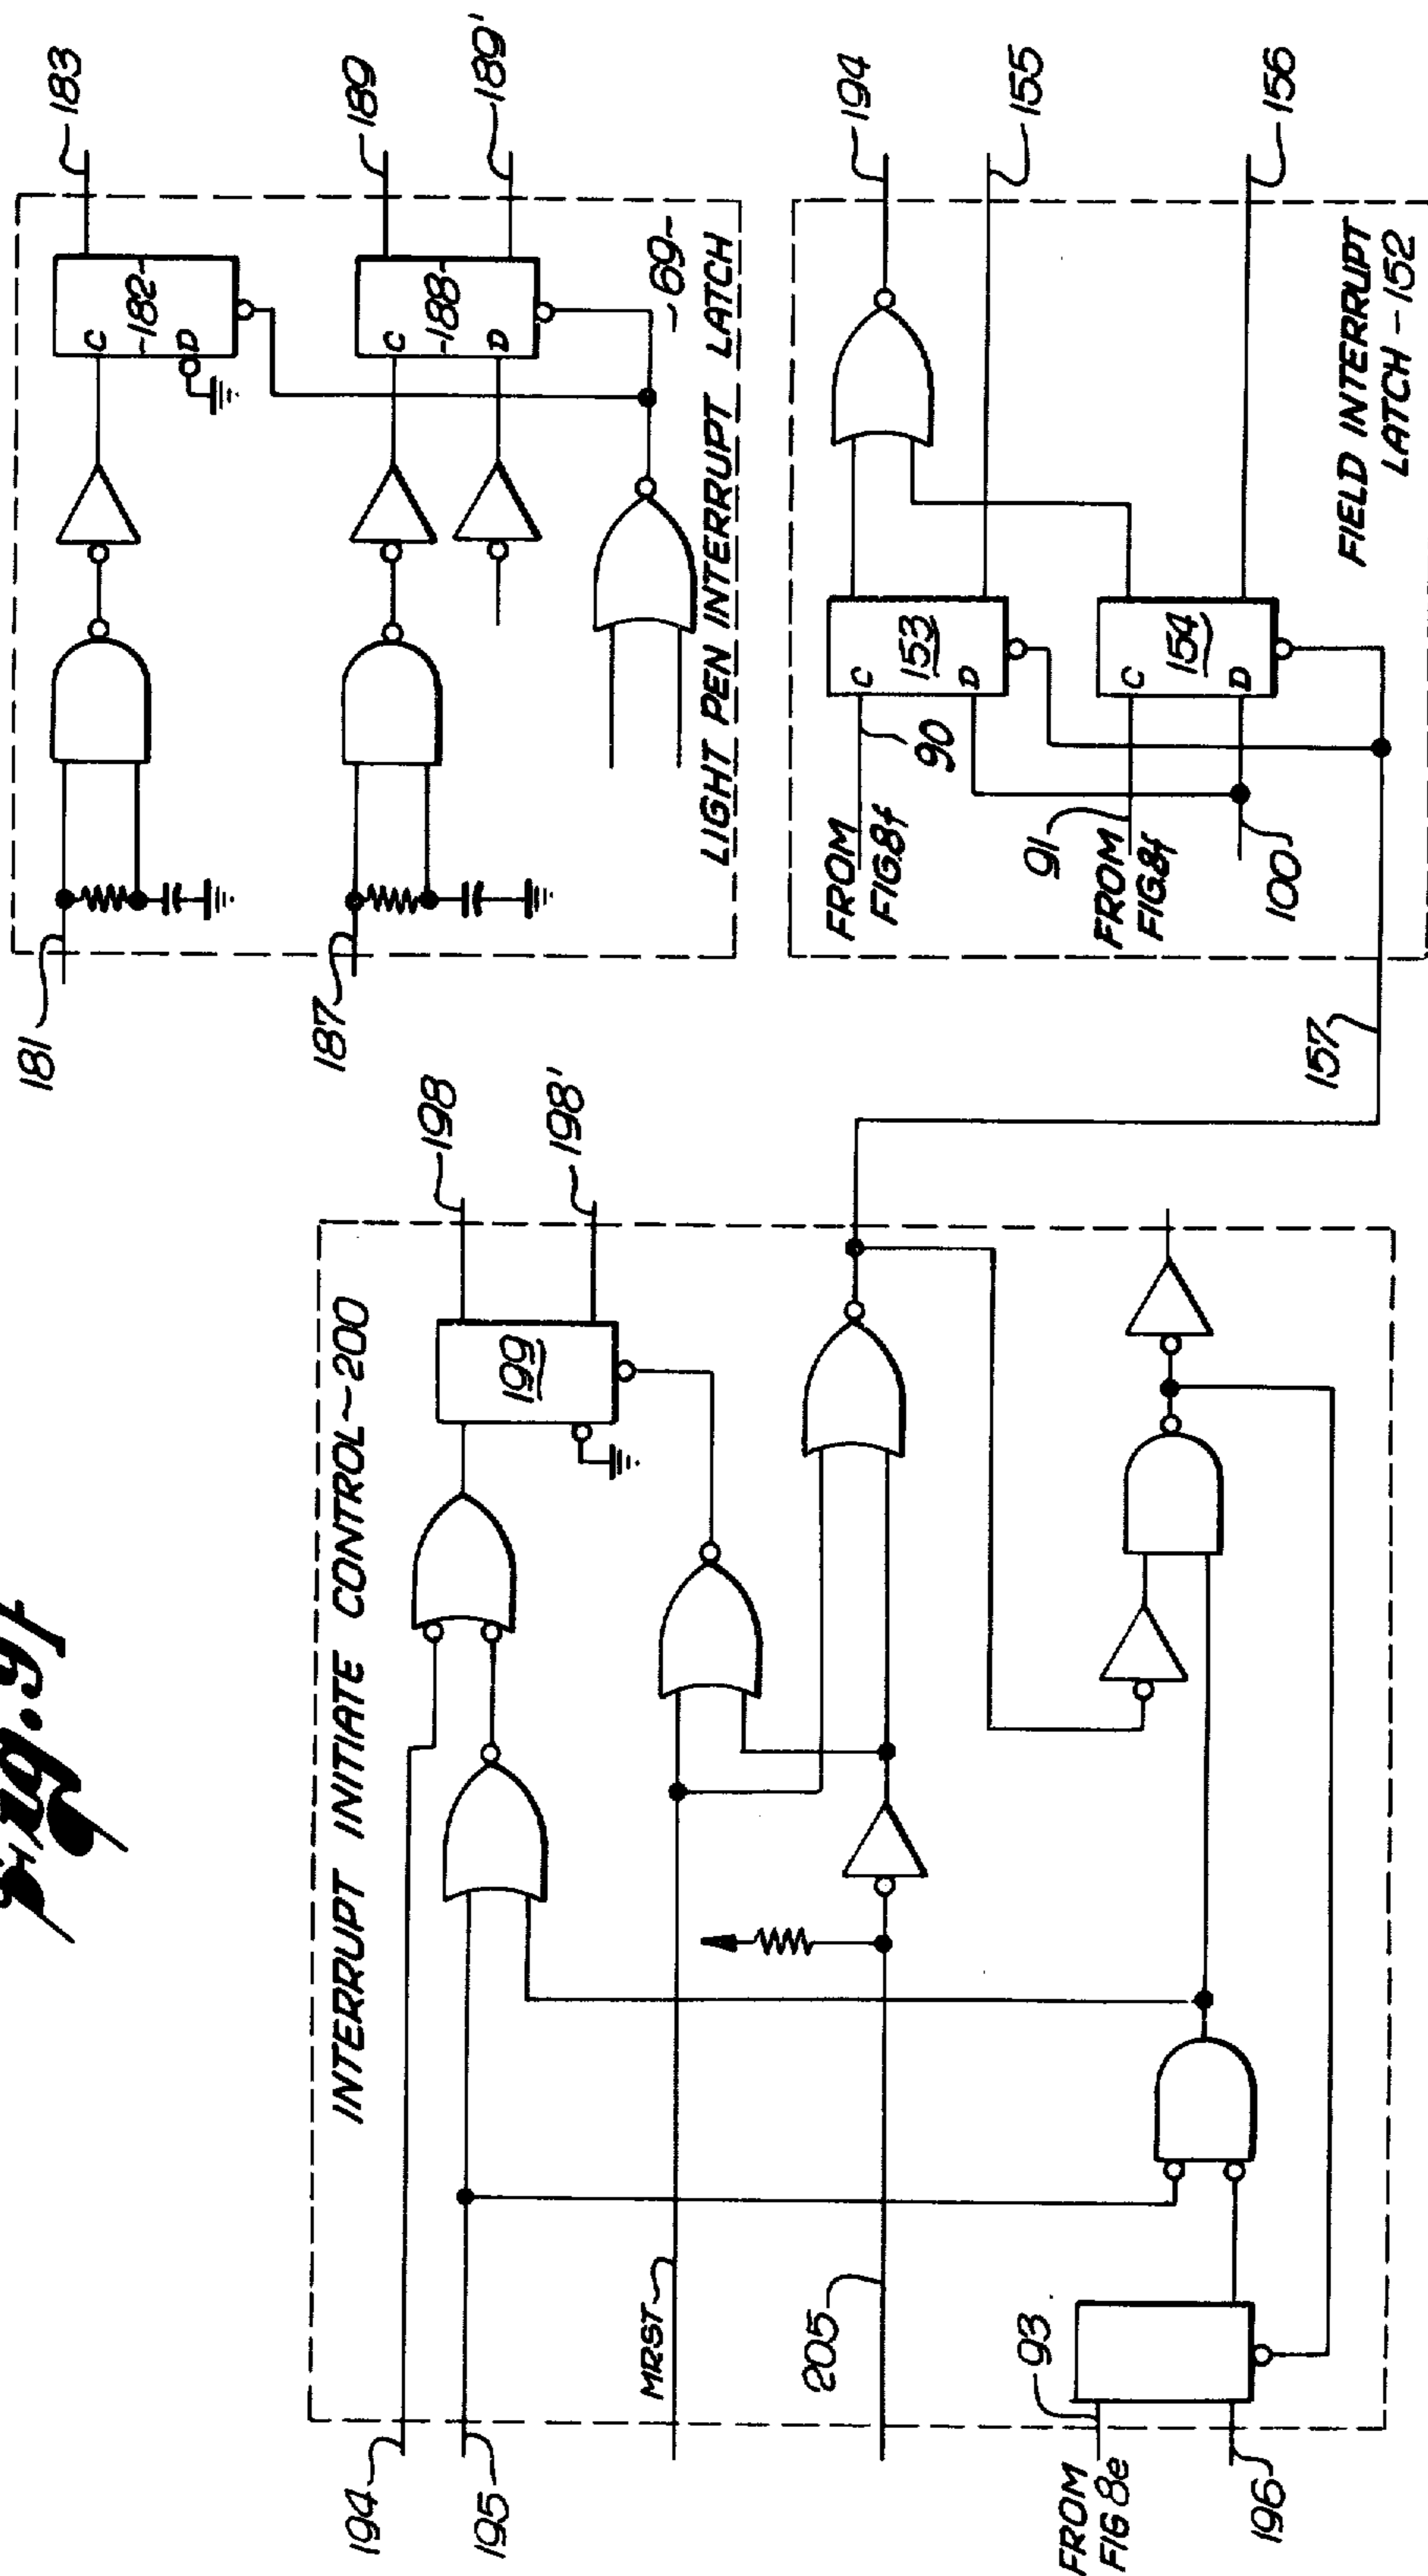 Fig. 9f
INTERRUPT INITIATE CONTROL~200
194
195
MRST
205
FROM
FIG 8e
93
196
199
198
198'
157
181
187
C
-182-
D
183
C
-188-
D
189
189'
-69-
LIGHT PEN INTERRUPT LATCH
FROM
FIG.8f
90
C
153
D
91
FROM
FIG.8f
C
154
D
100
194
155
156
FIELD INTERRUPT
LATCH-152